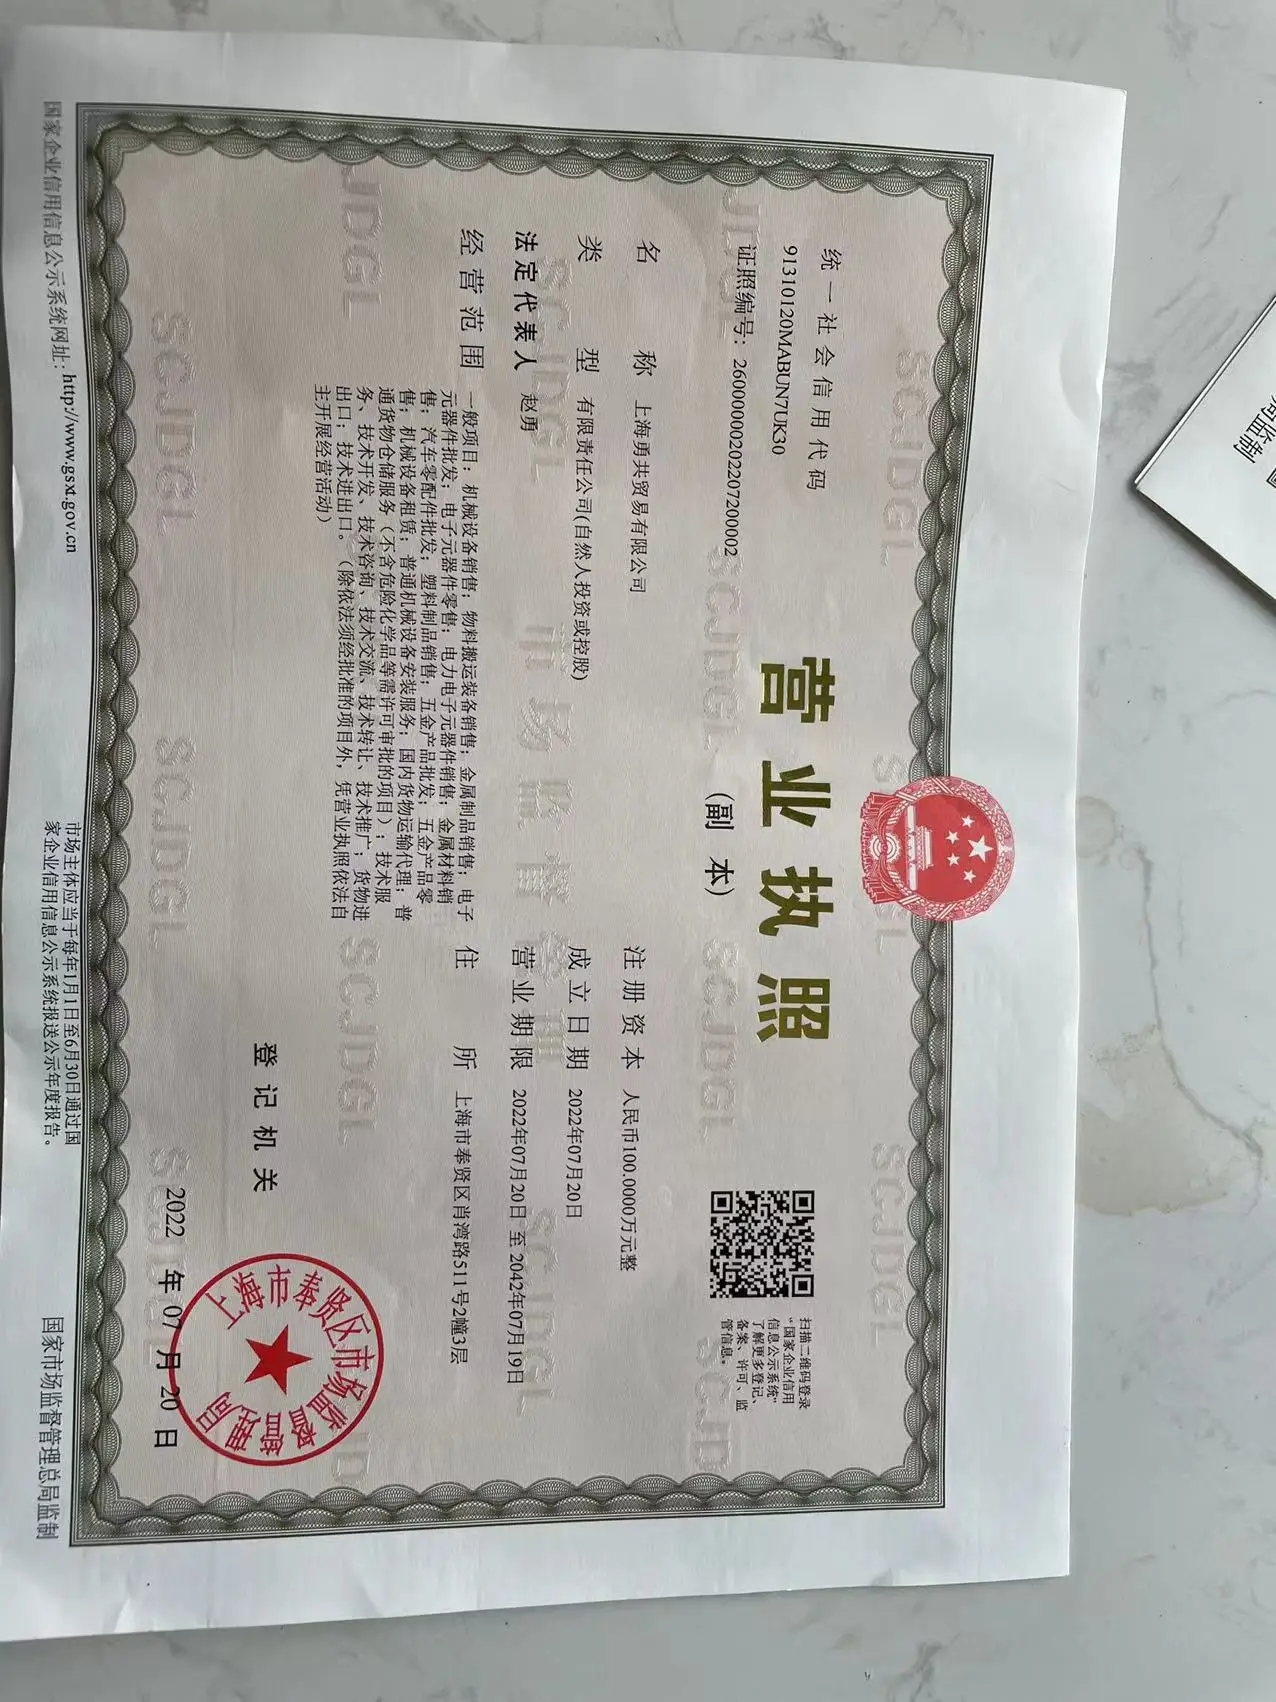 统一社会信用代码
91310120MABUN7UK30
证照编号：26000000202207200002
营业执照
（副本）
扫描二维码登录
“国家企业信用
信息公示系统”
了解更多登记、
备案、许可、监
管信息。
名称 上海勇共贸易有限公司
类型 有限责任公司(自然人投资或控股)
法定代表人 赵勇
经营范围 一般项目：机械设备销售；物料搬运装备销售；金属制品销售；电子
元器件批发；电子元器件零售；电力电子元器件销售；金属材料销
售；汽车零配件批发；塑料制品销售；五金产品批发；五金产品零
售；机械设备租赁；普通机械设备安装服务；国内货物运输代理；普
通货物仓储服务（不含危险化学品等需许可审批的项目）；技术服
务、技术开发、技术咨询、技术交流、技术转让、技术推广；货物进
出口；技术进出口。（除依法须经批准的项目外，凭营业执照依法自
主开展经营活动）
注册资本 人民币100.0000万元整
成立日期 2022年07月20日
营业期限 2022年07月20日 至 2042年07月19日
住所 上海市奉贤区肖湾路511号2幢3层
登记机关
上海市奉贤区市场监督管理局
2022 年 07 月 20 日
国家企业信用信息公示系统网址：http://www.gsxt.gov.cn
市场主体应当于每年1月1日至6月30日通过国
家企业信用信息公示系统报送公示年度报告。
国家市场监督管理总局监制
SCJDGL
市场监督管理
局监制